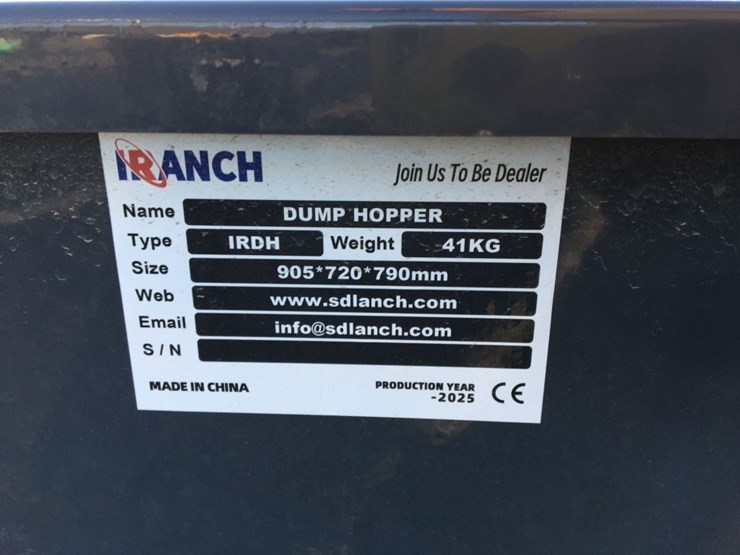 IRANCH Join Us To Be Dealer
Name DUMP HOPPER
Type IRDH Weight 41KG
Size 905*720*790mm
Web www.sdlanch.com
Email info@sdlanch.com
S/N
MADE IN CHINA PRODUCTION YEAR CE
-2025